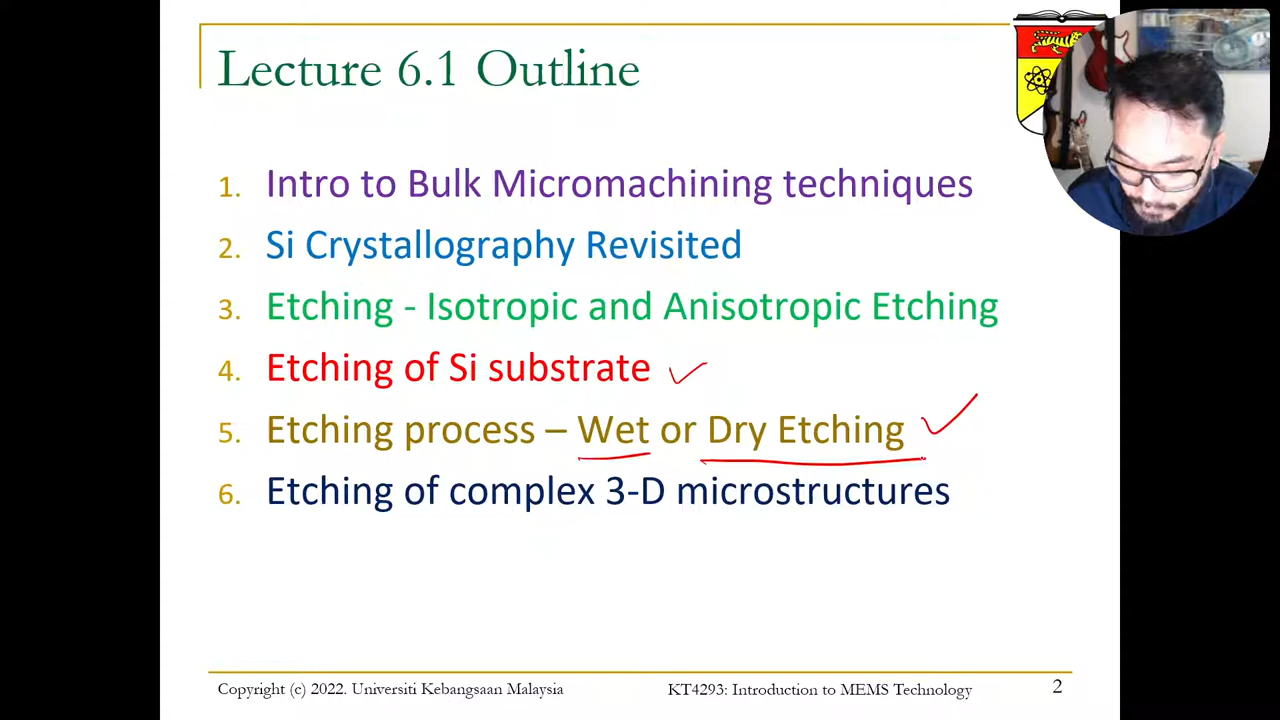 Lecture 6.1 Outline
1. Intro to Bulk Micromachining techniques
2. Si Crystallography Revisited
3. Etching - Isotropic and Anisotropic Etching
4. Etching of Si substrate
5. Etching process – Wet or Dry Etching
6. Etching of complex 3-D microstructures
Copyright (c) 2022. Universiti Kebangsaan Malaysia KT4293: Introduction to MEMS Technology 2